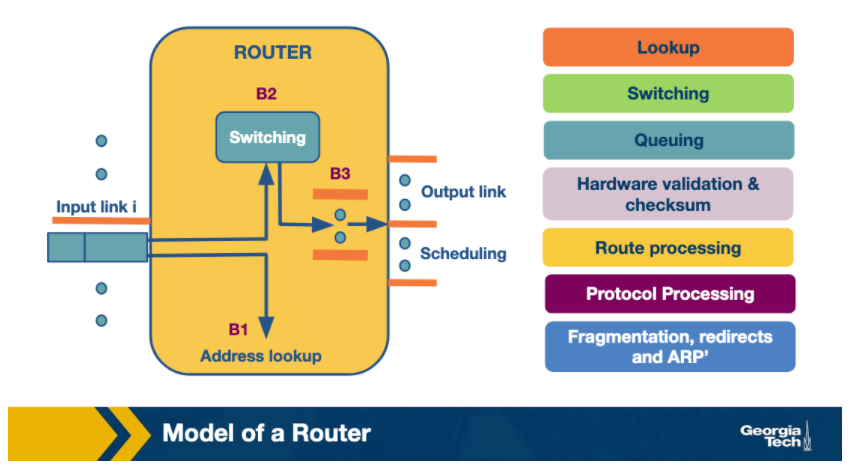 ROUTER
B2
Switching
B3
Input link i
Output link
Scheduling
B1
Address lookup
Lookup
Switching
Queuing
Hardware validation &
checksum
Route processing
Protocol Processing
Fragmentation, redirects
and ARP'
Model of a Router
Georgia
Tech